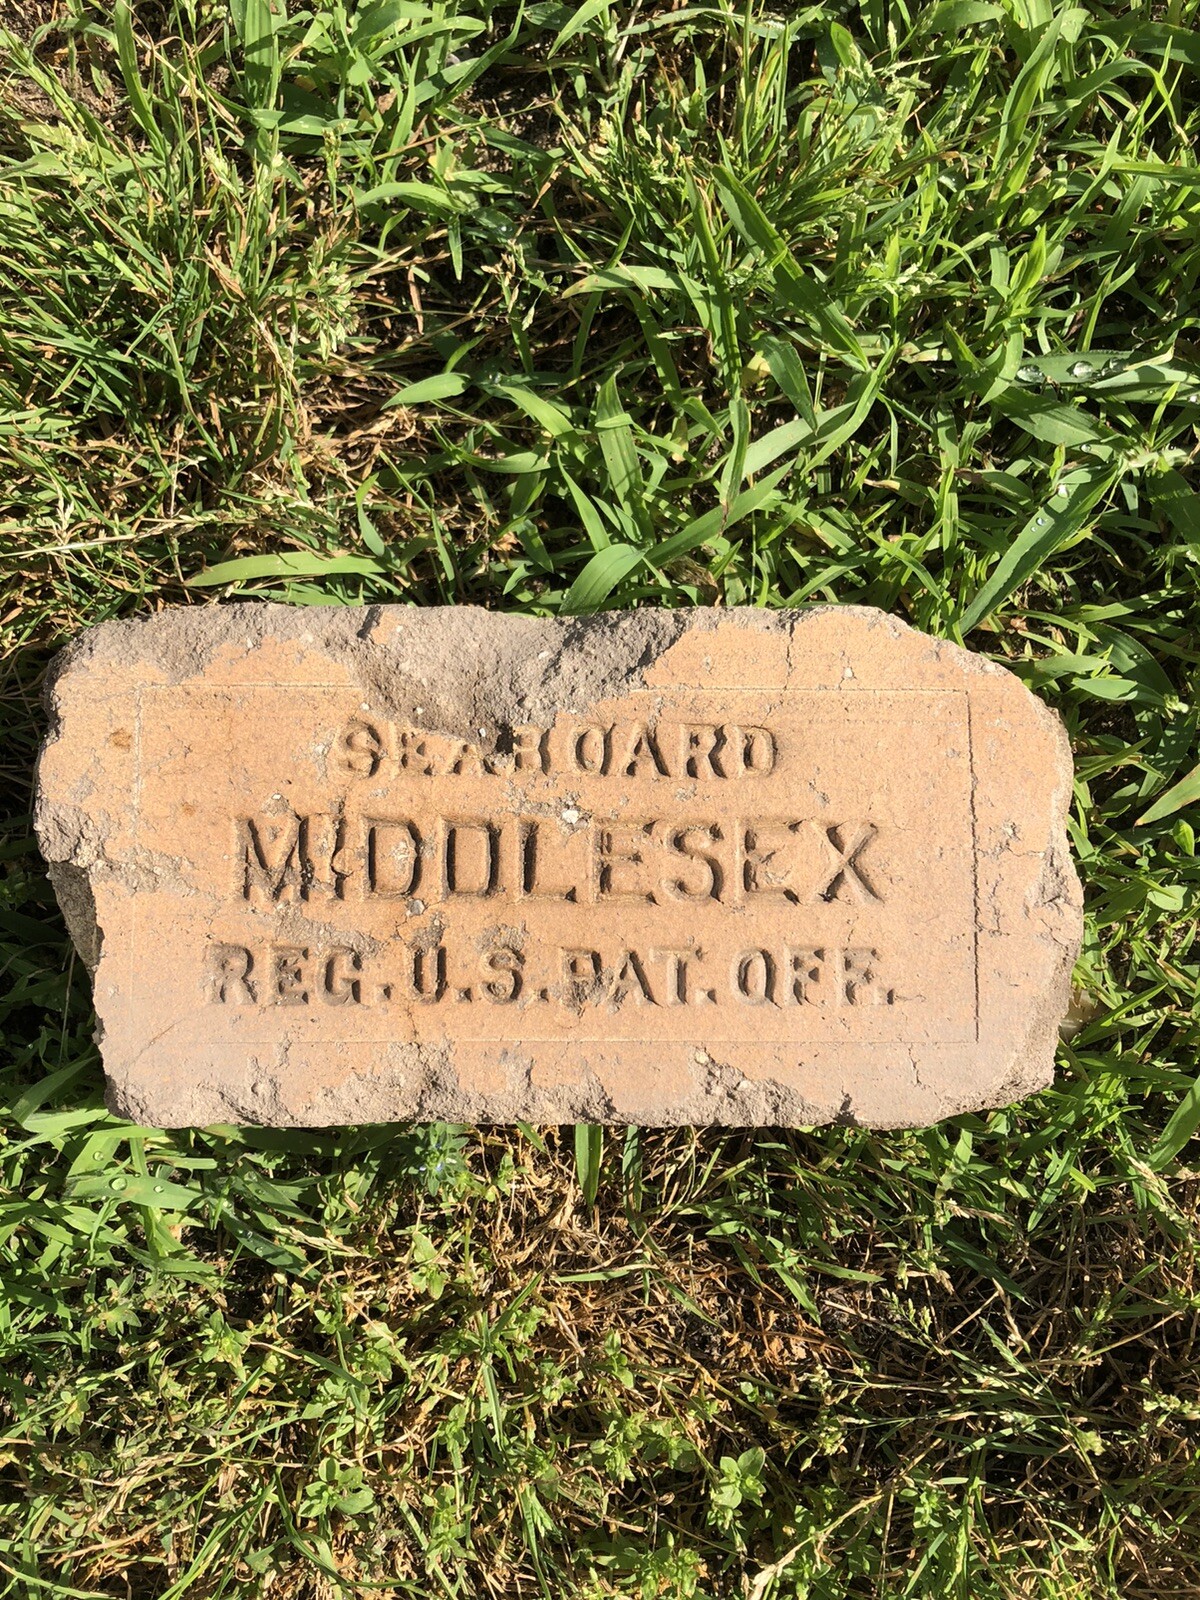 SEABOARD
MIDDLESEX
REG. U.S. PAT. OFF.